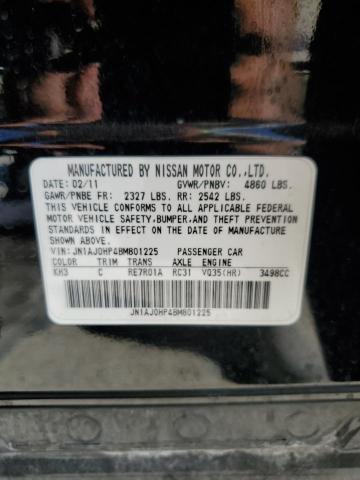 MANUFACTURED BY NISSAN MOTOR CO.,LTD.
DATE: 02/11 GVWR/PNBV: 4860 LBS.
GAWR/PNBE FR: 2327 LBS. RR: 2542 LBS.
THIS VEHICLE CONFORMS TO ALL APPLICABLE FEDERAL
MOTOR VEHICLE SAFETY,BUMPER,AND THEFT PREVENTION
STANDARDS IN EFFECT ON THE DATE OF MANUFACTURE
SHOWN ABOVE.
VIN: JN1AJ0HP4BM801225 PASSENGER CAR
COLOR TRIM TRANS AXLE ENGINE
KH3 C RE7R01A RC31 VQ35(HR) 3498CC
JN1AJ0HP4BM801225